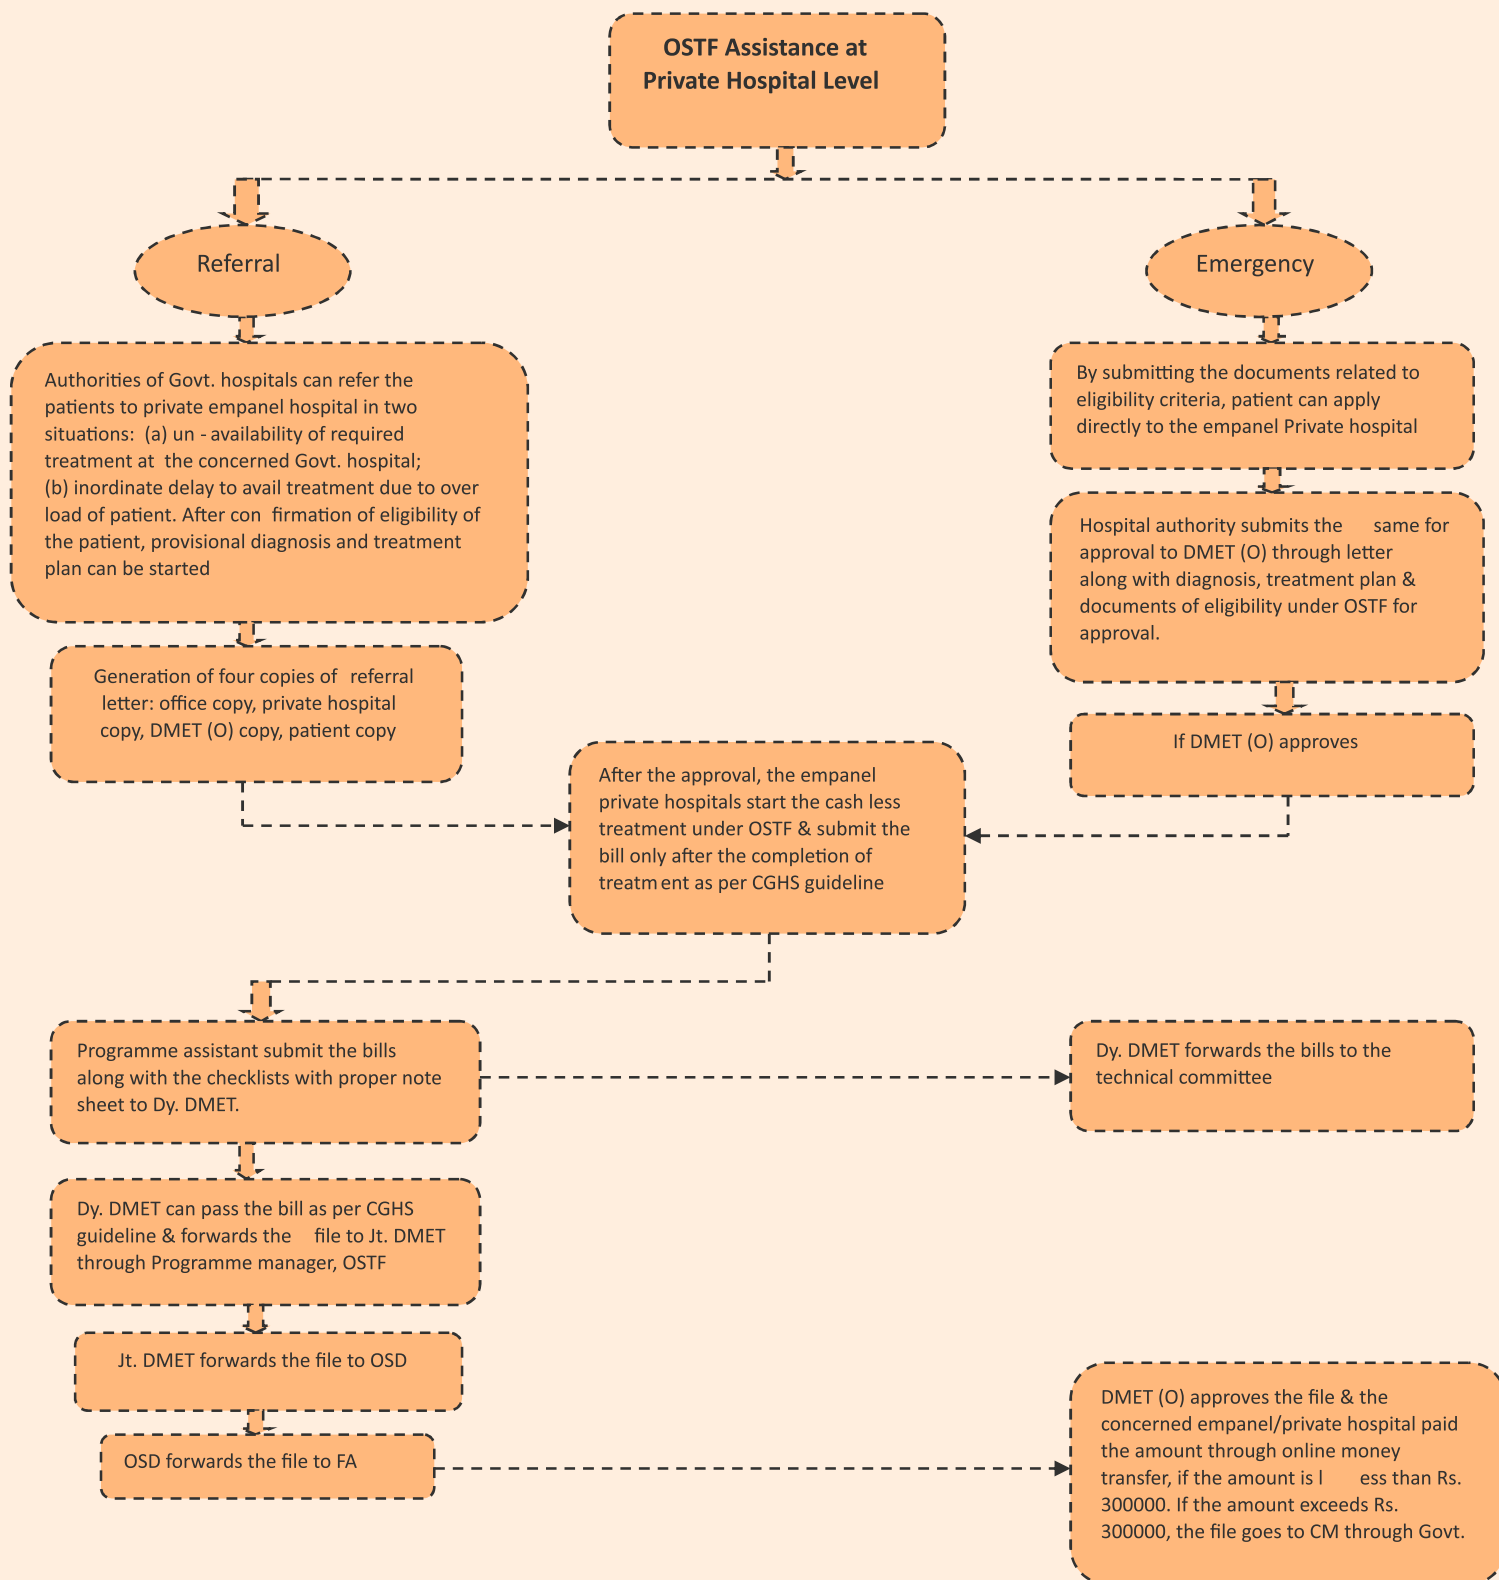 OSTF Assistance at
Private Hospital Level
Referral
Emergency
Authorities of Govt. hospitals can refer the
patients to private empanel hospital in two
situations: (a) un - availability of required
treatment at the concerned Govt. hospital;
(b) inordinate delay to avail treatment due to over
load of patient. After con firmation of eligibility of
the patient, provisional diagnosis and treatment
plan can be started
By submitting the documents related to
eligibility criteria, patient can apply
directly to the empanel Private hospital
Hospital authority submits the same for
approval to DMET (O) through letter
along with diagnosis, treatment plan &
documents of eligibility under OSTF for
approval.
Generation of four copies of referral
letter: office copy, private hospital
copy, DMET (O) copy, patient copy
If DMET (O) approves
After the approval, the empanel
private hospitals start the cash less
treatment under OSTF & submit the
bill only after the completion of
treatm ent as per CGHS guideline
Programme assistant submit the bills
along with the checklists with proper note
sheet to Dy. DMET.
Dy. DMET forwards the bills to the
technical committee
Dy. DMET can pass the bill as per CGHS
guideline & forwards the file to Jt. DMET
through Programme manager, OSTF
Jt. DMET forwards the file to OSD
OSD forwards the file to FA
DMET (O) approves the file & the
concerned empanel/private hospital paid
the amount through online money
transfer, if the amount is l ess than Rs.
300000. If the amount exceeds Rs.
300000, the file goes to CM through Govt.